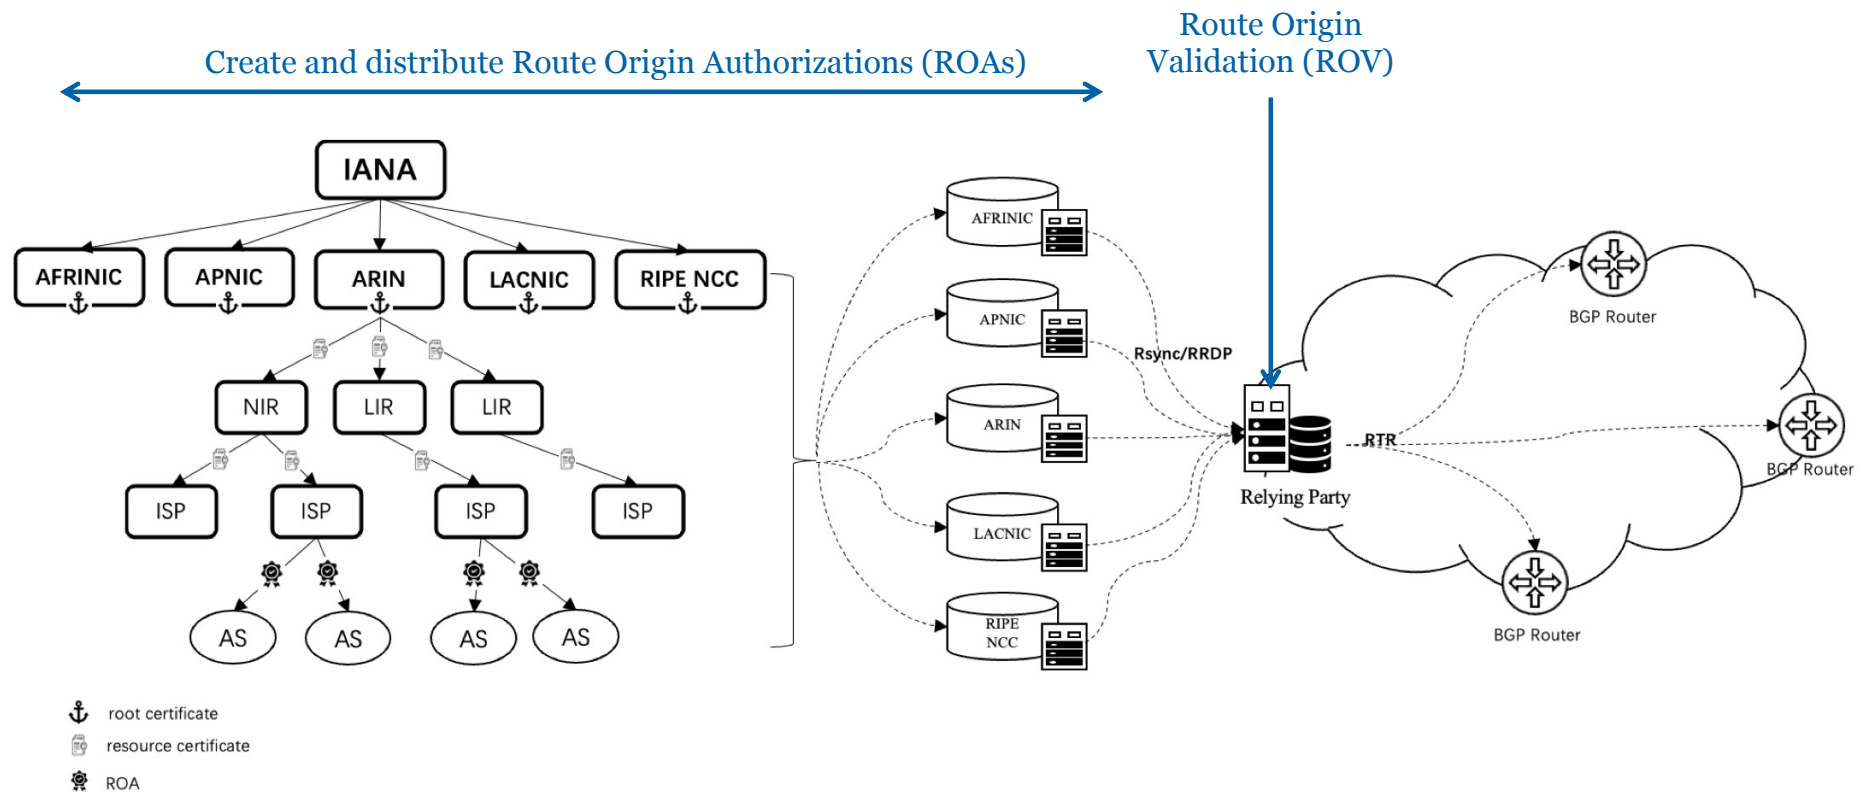 Create and distribute Route Origin Authorizations (ROAs)
Route Origin
Validation (ROV)
IANA
AFRINIC
APNIC
ARIN
LACNIC
RIPE NCC
NIR
LIR
LIR
ISP
ISP
ISP
ISP
AS
AS
AS
AS
root certificate
resource certificate
ROA
AFRINIC
APNIC
ARIN
LACNIC
RIPE
NCC
Rsync/RRDP
Relying Party
RTR
BGP Router
BGP Router
BGP Router